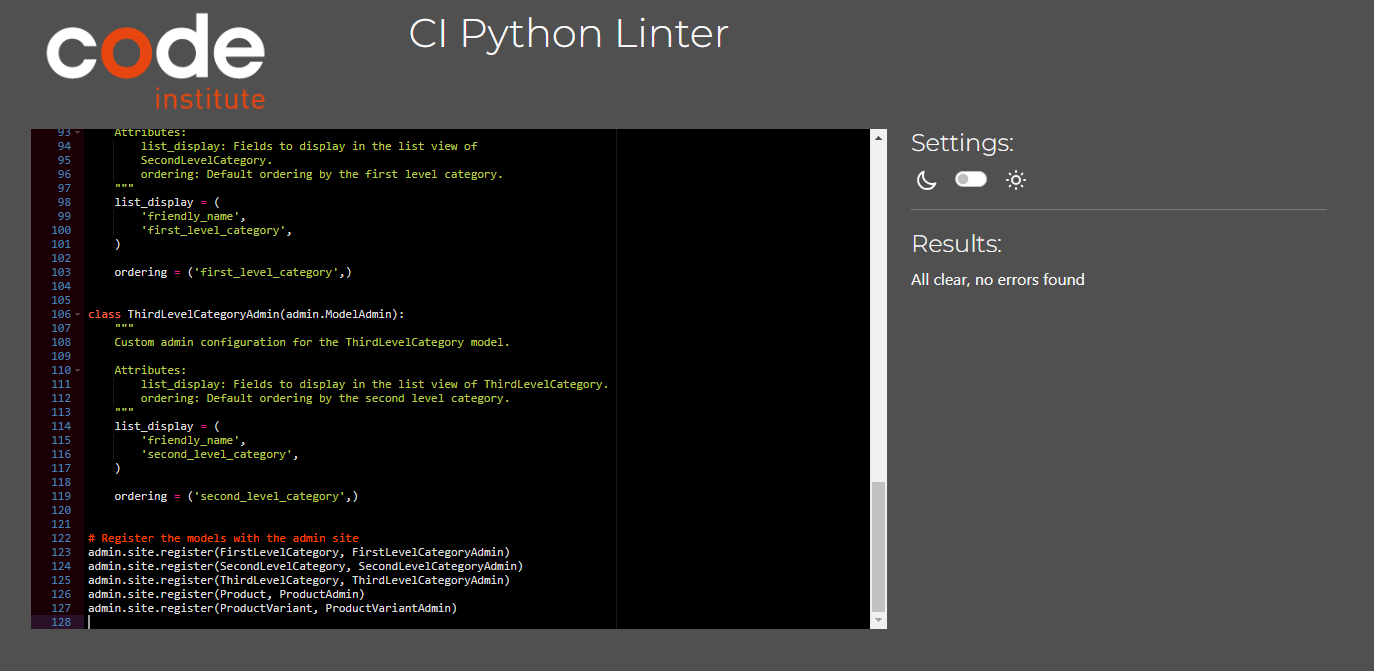 code
institute
CI Python Linter
93 Attributes:
94 list_display: Fields to display in the list view of
95 SecondLevelCategory.
96 ordering: Default ordering by the first level category.
97 """
98 list_display = (
99 'friendly_name',
100 'first_level_category',
101 )
102
103 ordering = ('first_level_category',)
104
105
106 class ThirdLevelCategoryAdmin(admin.ModelAdmin):
107 """
108 Custom admin configuration for the ThirdLevelCategory model.
109
110 Attributes:
111 list_display: Fields to display in the list view of ThirdLevelCategory.
112 ordering: Default ordering by the second level category.
113 """
114 list_display = (
115 'friendly_name',
116 'second_level_category',
117 )
118
119 ordering = ('second_level_category',)
120
121
122 # Register the models with the admin site
123 admin.site.register(FirstLevelCategory, FirstLevelCategoryAdmin)
124 admin.site.register(SecondLevelCategory, SecondLevelCategoryAdmin)
125 admin.site.register(ThirdLevelCategory, ThirdLevelCategoryAdmin)
126 admin.site.register(Product, ProductAdmin)
127 admin.site.register(ProductVariant, ProductVariantAdmin)
128
Settings:
Results:
All clear, no errors found